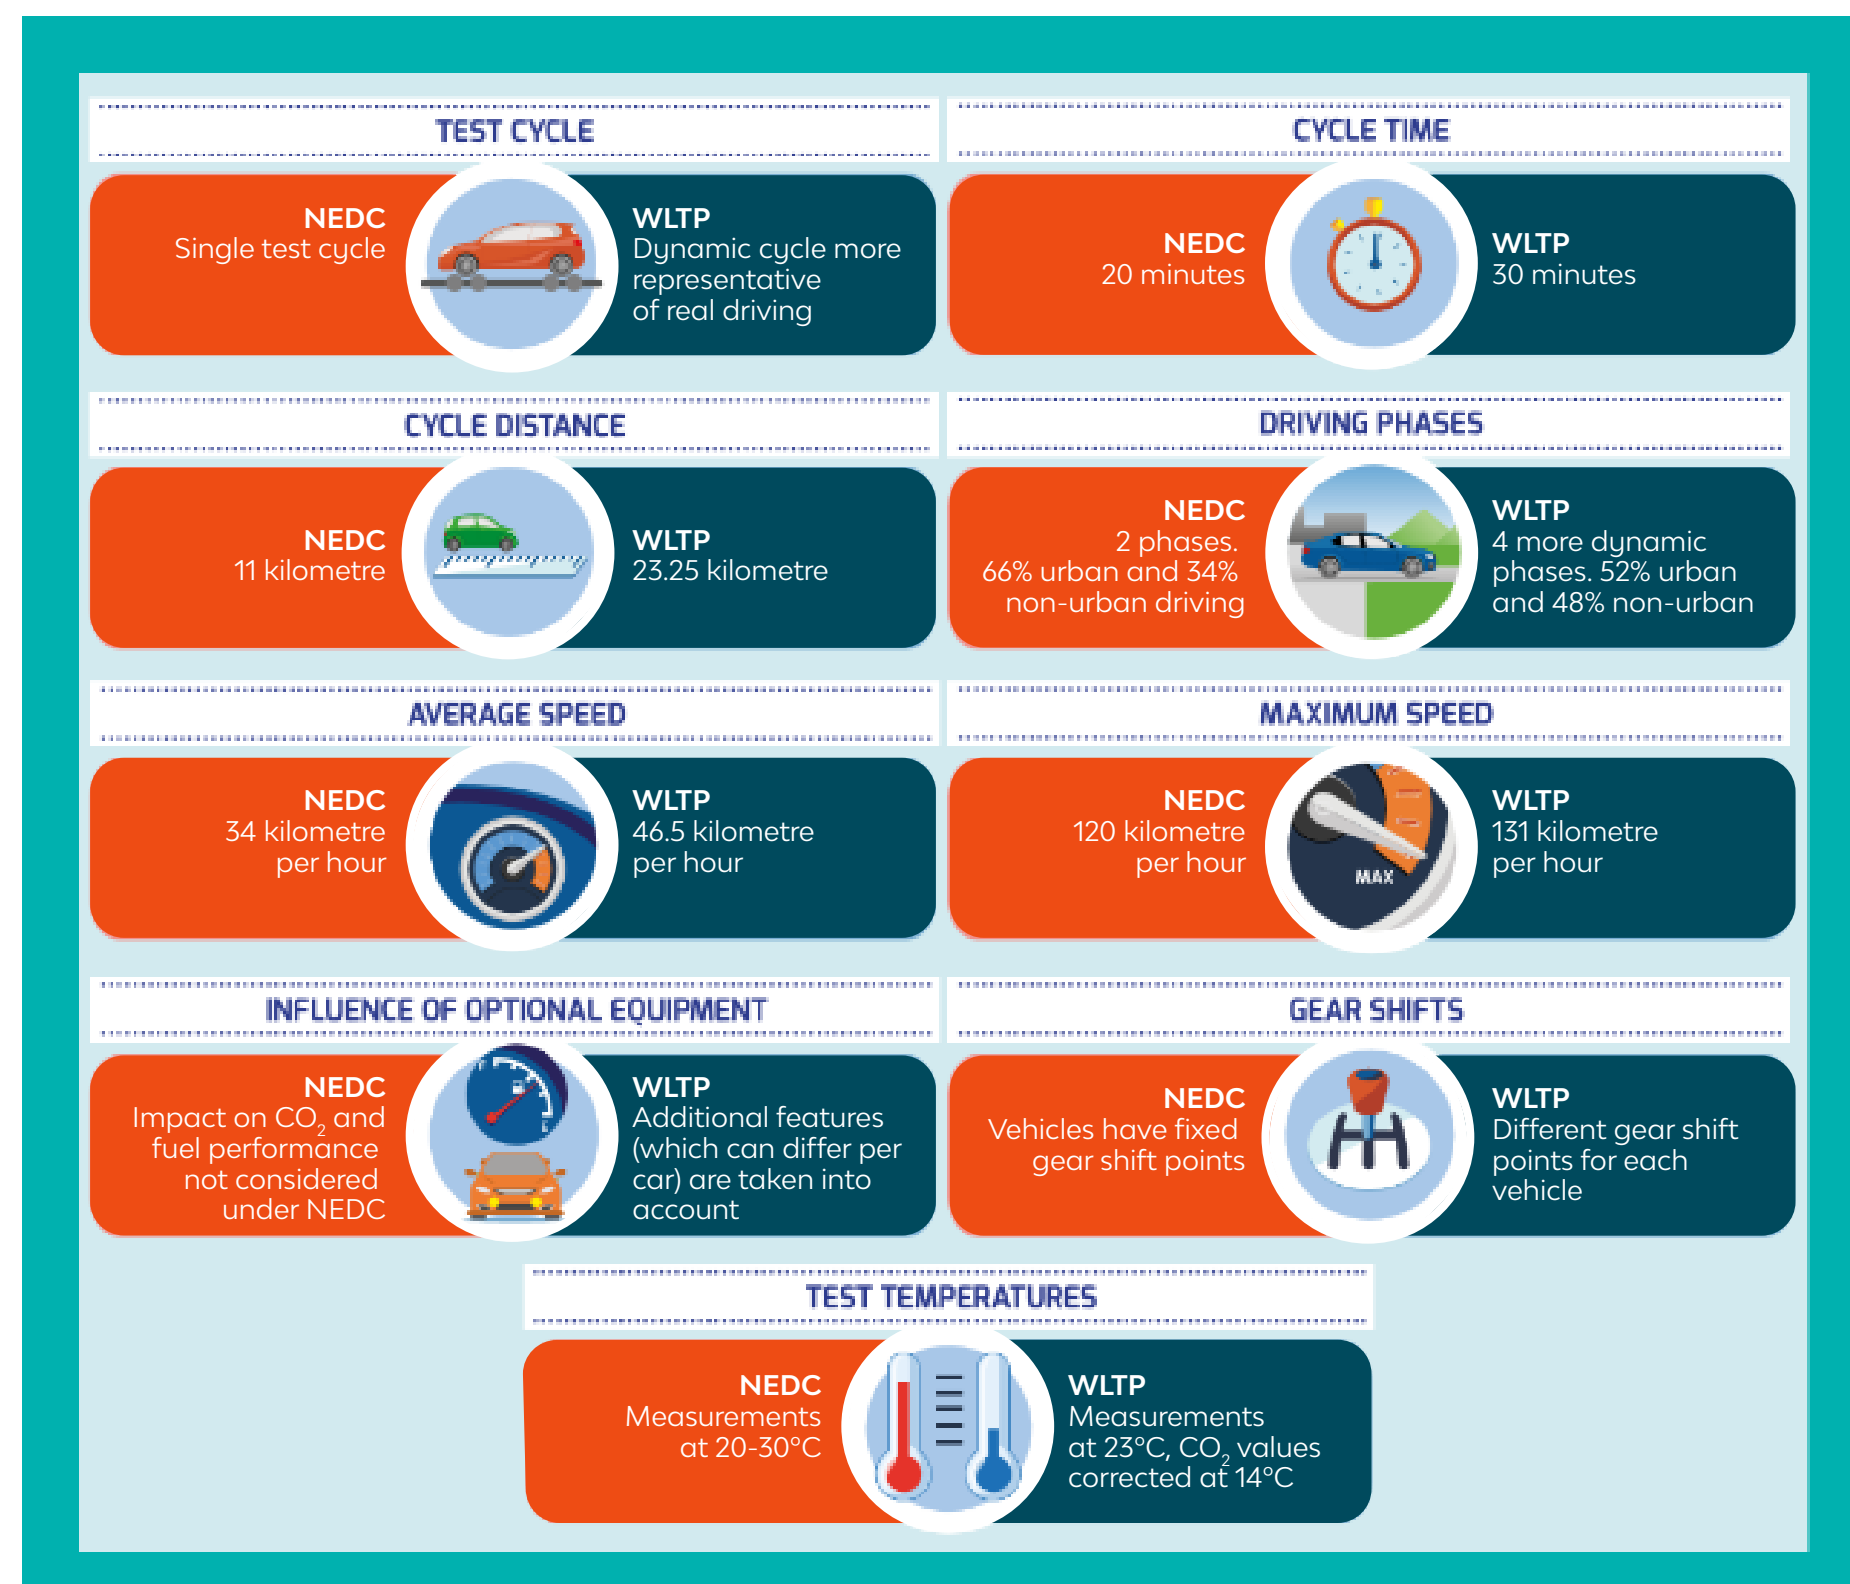 TEST CYCLE
NEDC
Single test cycle
WLTP
Dynamic cycle more
representative
of real driving
CYCLE TIME
NEDC
20 minutes
WLTP
30 minutes
CYCLE DISTANCE
NEDC
11 kilometre
WLTP
23.25 kilometre
DRIVING PHASES
NEDC
2 phases.
66% urban and 34%
non-urban driving
WLTP
4 more dynamic
phases. 52% urban
and 48% non-urban
AVERAGE SPEED
NEDC
34 kilometre
per hour
WLTP
46.5 kilometre
per hour
MAXIMUM SPEED
NEDC
120 kilometre
per hour
MAX
WLTP
131 kilometre
per hour
INFLUENCE OF OPTIONAL EQUIPMENT
NEDC
Impact on CO₂ and
fuel performance
not considered
under NEDC
WLTP
Additional features
(which can differ per
car) are taken into
account
GEAR SHIFTS
NEDC
Vehicles have fixed
gear shift points
WLTP
Different gear shift
points for each
vehicle
TEST TEMPERATURES
NEDC
Measurements
at 20-30°C
WLTP
Measurements
at 23°C, CO₂ values
corrected at 14°C